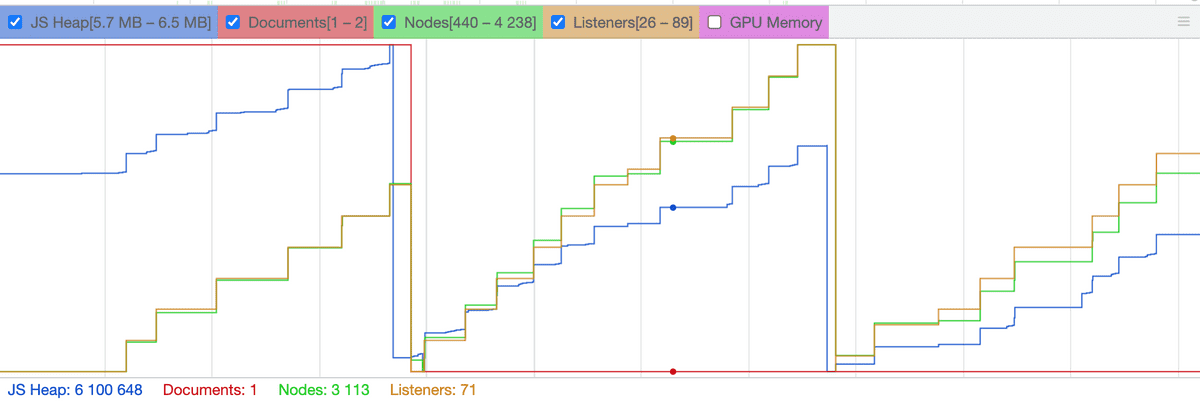 JS Heap[5.7 MB – 6.5 MB] Documents[1 – 2] Nodes[440 – 4 238] Listeners[26 – 89] GPU Memory
JS Heap: 6 100 648 Documents: 1 Nodes: 3 113 Listeners: 71